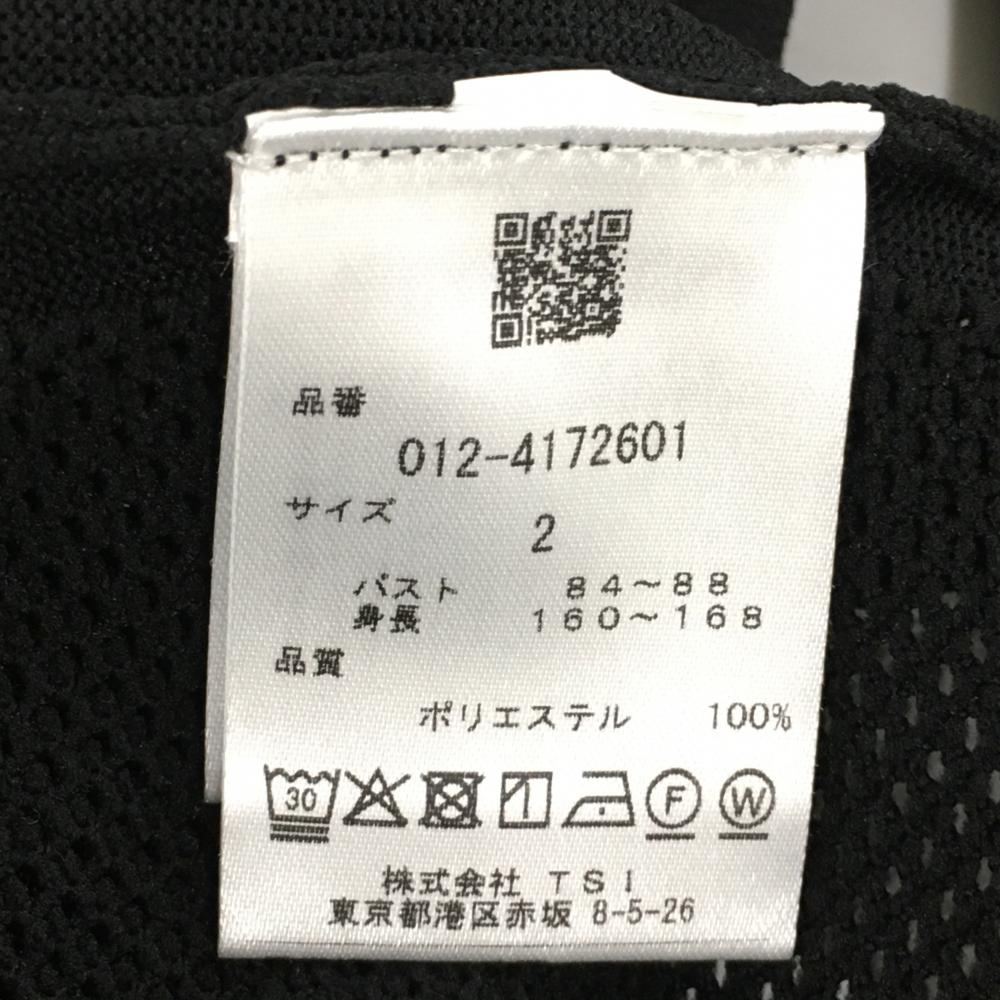 品番
012-4172601
サイズ 2
バスト 84～88
身長 160～168
品質
ポリエステル 100%
30 F W
株式会社 TSI
東京都港区赤坂 8-5-26